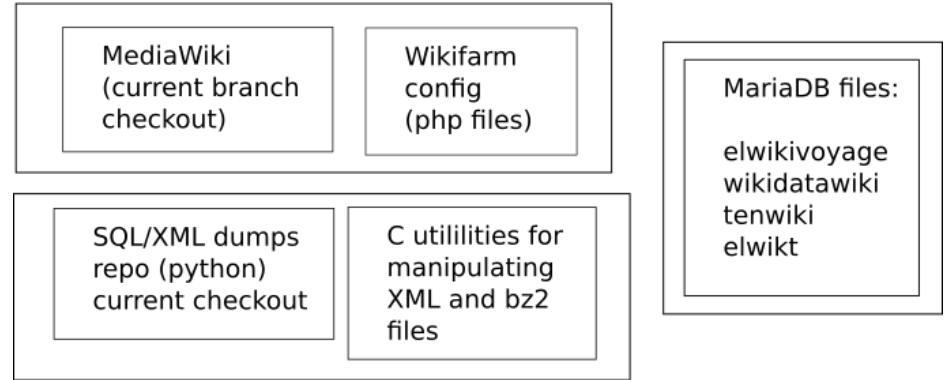 MediaWiki
(current branch
checkout)
Wikifarm
config
(php files)
SQL/XML dumps
repo (python)
current checkout
C utililities for
manipulating
XML and bz2
files
MariaDB files:
elwikivoyage
wikidatawiki
tenwiki
elwikt